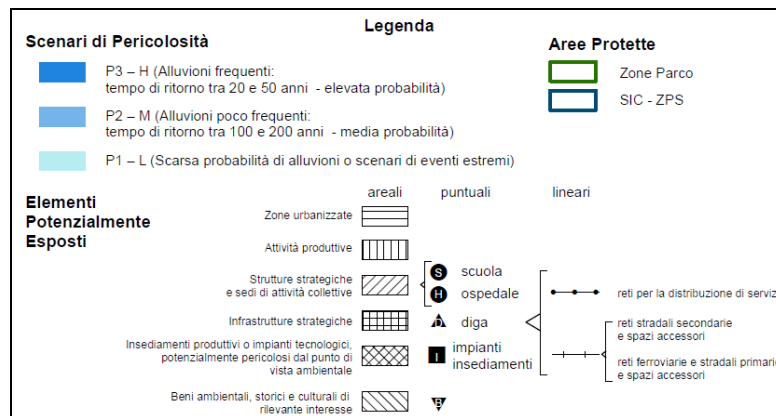 Legenda
Scenari di Pericolosità
P3 – H (Alluvioni frequenti:
tempo di ritorno tra 20 e 50 anni - elevata probabilità)
P2 – M (Alluvioni poco frequenti:
tempo di ritorno tra 100 e 200 anni - media probabilità)
P1 – L (Scarsa probabilità di alluvioni o scenari di eventi estremi)
Aree Protette
Zone Parco
SIC - ZPS
Elementi
Potenzialmente
Esposti
areali puntuali lineari
Zone urbanizzate
Attività produttive
Strutture strategiche
e sedi di attività collettive
Infrastrutture strategiche
Insediamenti produttivi o impianti tecnologici,
potenzialmente pericolosi dal punto di
vista ambientale
Beni ambientali, storici e culturali di
rilevante interesse
S scuola
H ospedale
D diga
I impianti
insediamenti
B
reti per la distribuzione di serviz
reti stradali secondarie
e spazi accessori
reti ferroviarie e stradali primarie
e spazi accessori